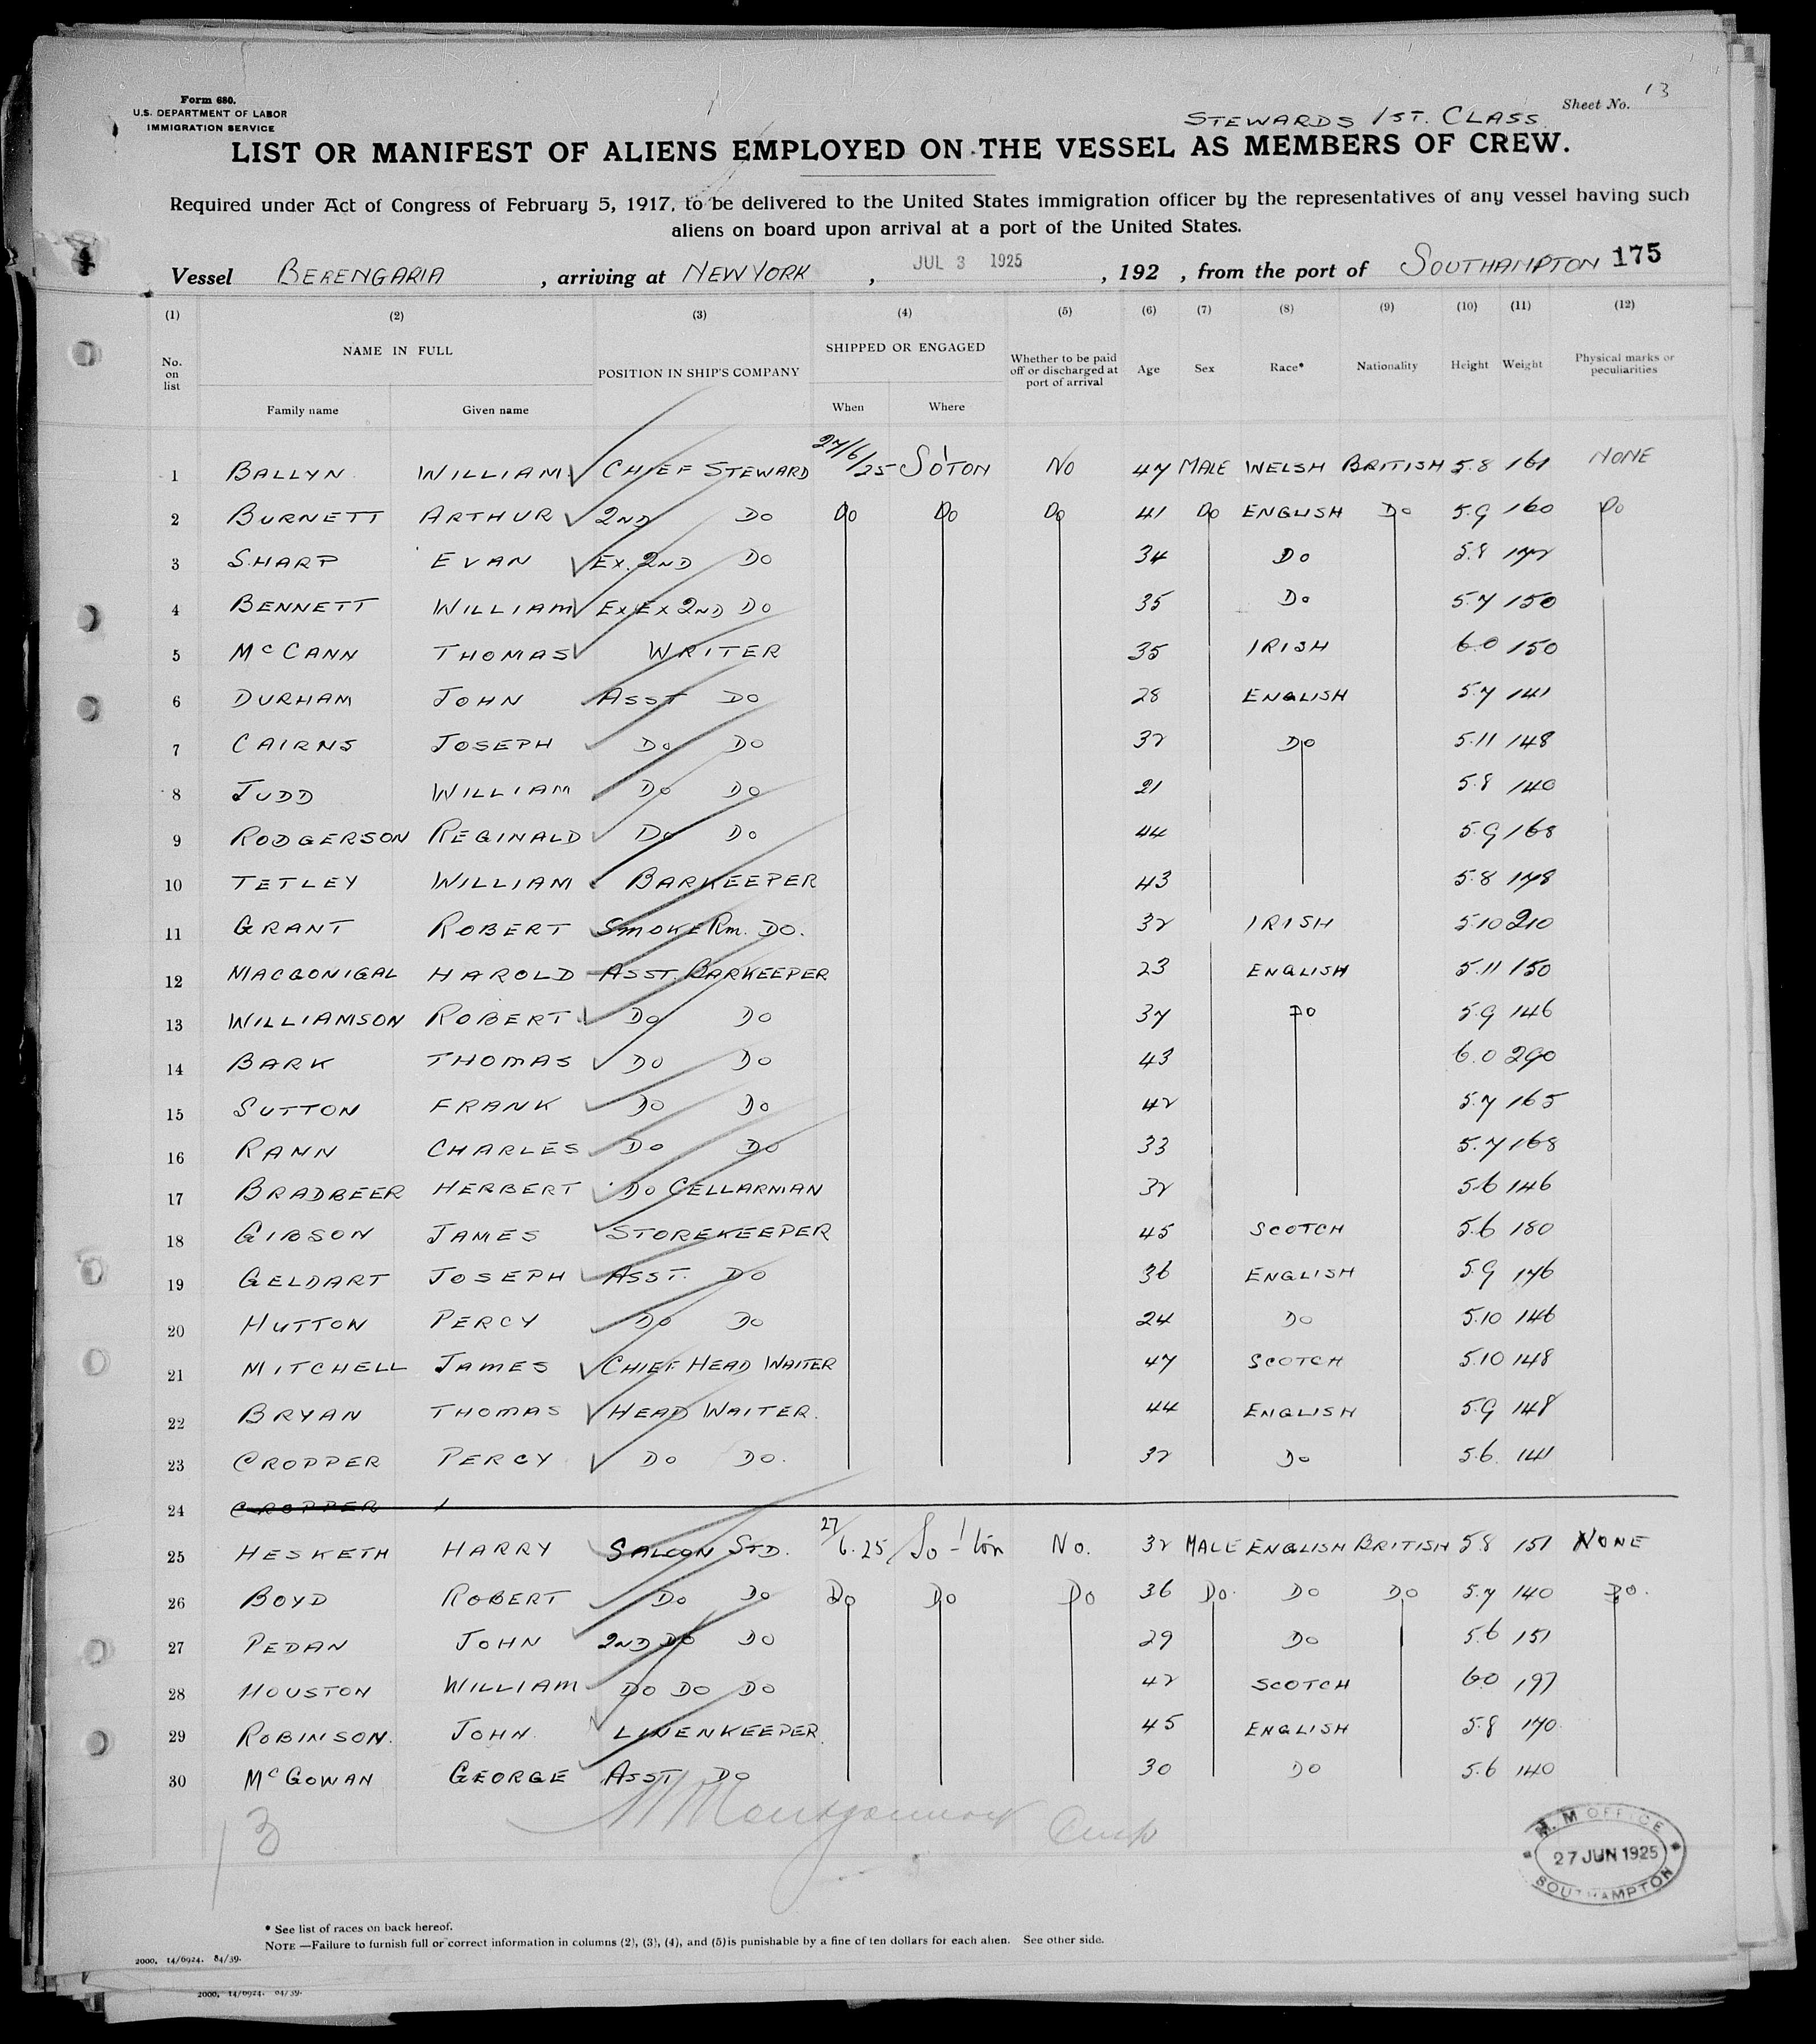 Form 680.
U.S. DEPARTMENT OF LABOR
IMMIGRATION SERVICE
Sheet No. 13
STEWARDS 1ST. CLASS
LIST OR MANIFEST OF ALIENS EMPLOYED ON THE VESSEL AS MEMBERS OF CREW.
Required under Act of Congress of February 5, 1917, to be delivered to the United States immigration officer by the representatives of any vessel having such
aliens on board upon arrival at a port of the United States.
Vessel BERENGARIA , arriving at NEW YORK , JUL 3 1925 , 192 , from the port of SOUTHAMPTON 175
(1) (2) (3) (4) (5) (6) (7) (8) (9) (10) (11) (12)
No. on list NAME IN FULL POSITION IN SHIP'S COMPANY SHIPPED OR ENGAGED Whether to be paid off or discharged at port of arrival Age Sex Race* Nationality Height Weight Physical marks or peculiarities
Family name Given name When Where
1 BALLYN WILLIAM CHIEF STEWARD 27/6/25 SO'TON NO 47 MALE WELSH BRITISH 5.8 161 NONE
2 BURNETT ARTHUR 2ND DO DO DO DO 41 DO ENGLISH DO 5.9 160 DO
3 SHARP EVAN EX. 2ND DO 34 DO 5.8 172
4 BENNETT WILLIAM EX EX 2ND DO 35 DO 5.7 150
5 McCANN THOMAS WRITER 35 IRISH 6.0 150
6 DURHAM JOHN ASST DO 28 ENGLISH 5.7 141
7 CAIRNS JOSEPH DO DO 32 DO 5.11 148
8 JUDD WILLIAM DO DO 21 5.8 140
9 RODGERSON REGINALD DO DO 44 5.9 168
10 TETLEY WILLIAM BARKEEPER 43 5.8 178
11 GRANT ROBERT SMOKE Rm. DO. 32 IRISH 5.10 210
12 MACGONIGAL HAROLD ASST. BARKEEPER 23 ENGLISH 5.11 150
13 WILLIAMSON ROBERT DO DO 37 DO 5.9 146
14 BARK THOMAS DO DO 43 6.0 290
15 SUTTON FRANK DO DO 42 5.7 165
16 RANN CHARLES DO DO 33 5.7 168
17 BRADBEER HERBERT DO CELLARMAN 32 5.6 146
18 GIBSON JAMES STOREKEEPER 45 SCOTCH 5.6 180
19 GELDART JOSEPH ASST. DO 36 ENGLISH 5.9 176
20 HUTTON PERCY DO DO 24 DO 5.10 146
21 MITCHELL JAMES CHIEF HEAD WAITER 47 SCOTCH 5.10 148
22 BRYAN THOMAS HEAD WAITER. 44 ENGLISH 5.9 148
23 CROPPER PERCY DO DO. 32 DO 5.6. 141
24 CROPPER
25 HESKETH HARRY SALOON STD. 27/6.25 So'-ton No. 32 MALE ENGLISH BRITISH 5.8 151 NONE
26 BOYD ROBERT DO DO DO DO DO 36 DO. DO DO 5.7 140 DO.
27 PEDAN JOHN 2ND DO DO 29 DO 5.6 151
28 HOUSTON WILLIAM DO DO DO 42 SCOTCH 6.0 197
29 ROBINSON. JOHN. LINENKEEPER. 45 ENGLISH 5.8 170
30 McGOWAN GEORGE ASST DO 30 DO 5.6 140
13
M. M OFFICE
27 JUN 1925
SOUTHAMPTON
* See list of races on back hereof.
NOTE —Failure to furnish full or correct information in columns (2), (3), (4), and (5) is punishable by a fine of ten dollars for each alien. See other side.
2000, 14/6924. 84/39.
2000, 14/6924. 84/39.